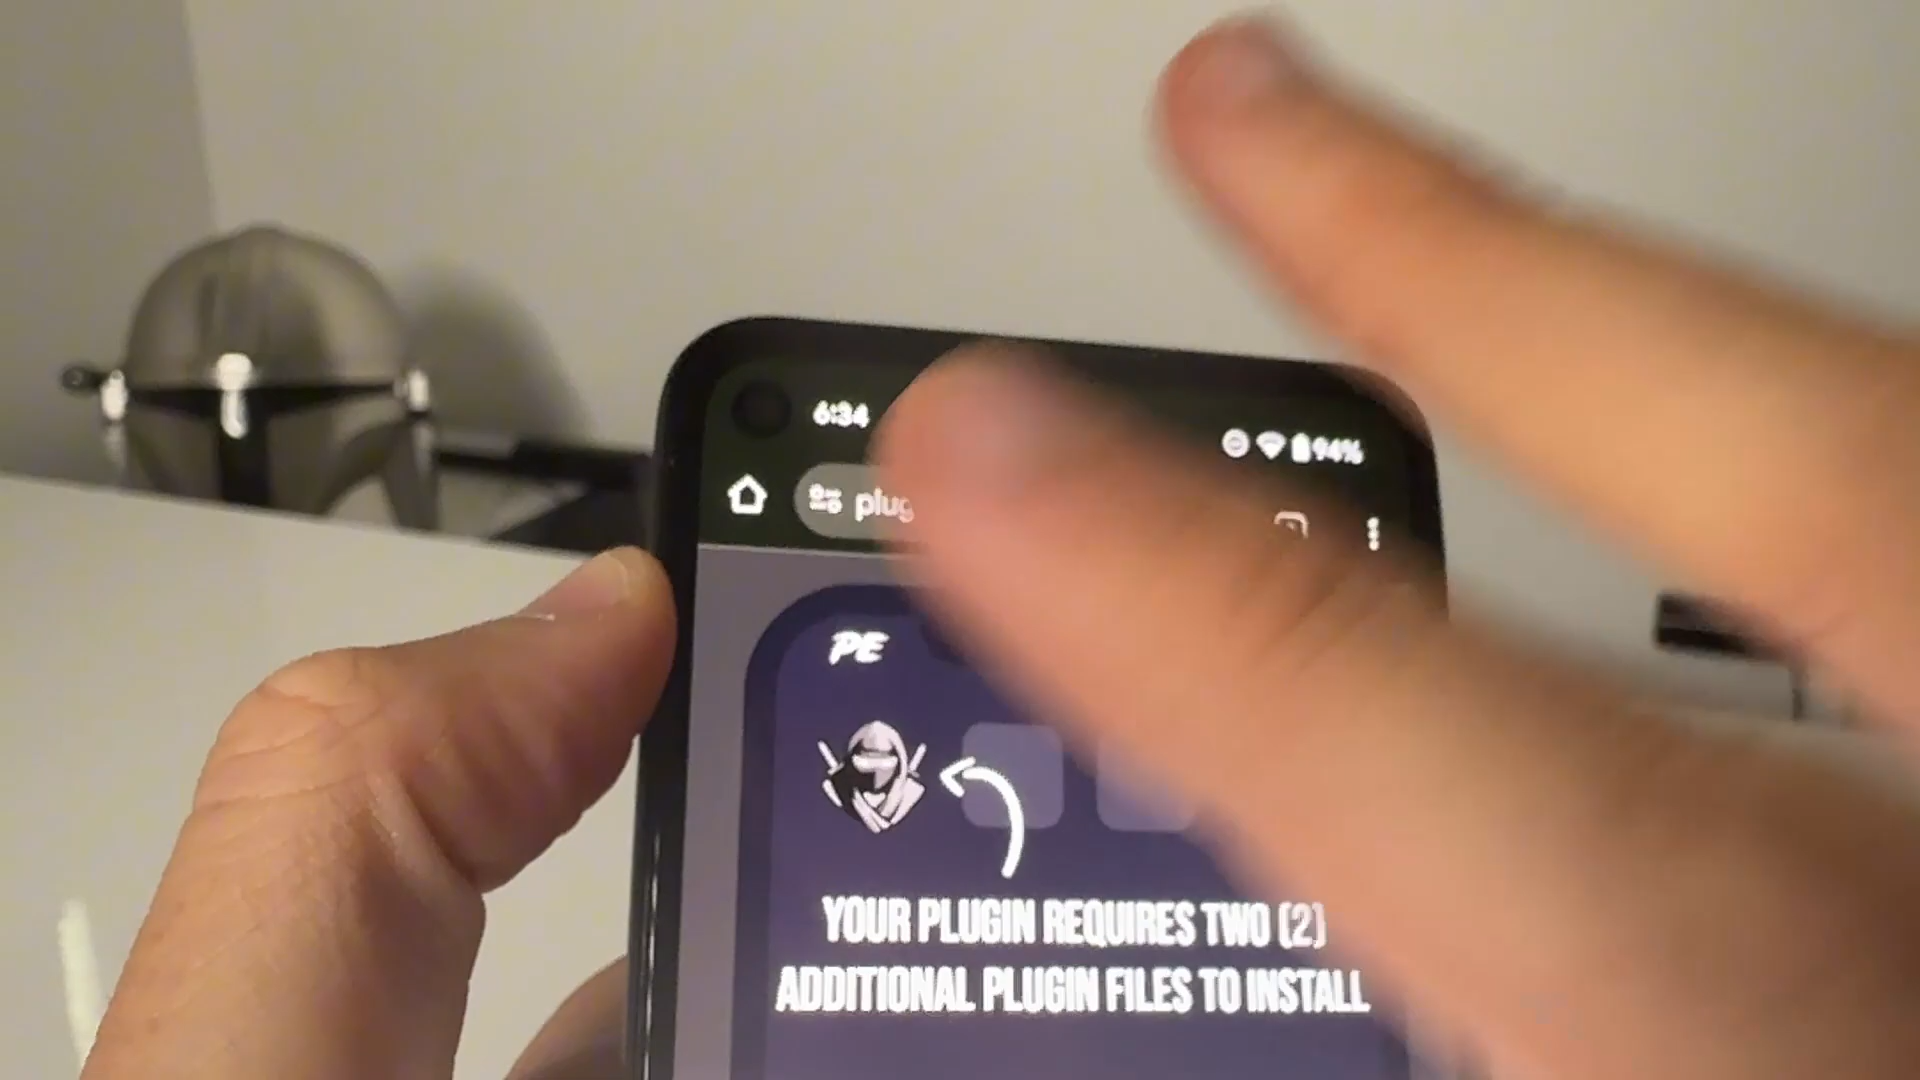 6:34
94%
plug
PE
YOUR PLUGIN REQUIRES TWO (2)
ADDITIONAL PLUGIN FILES TO INSTALL